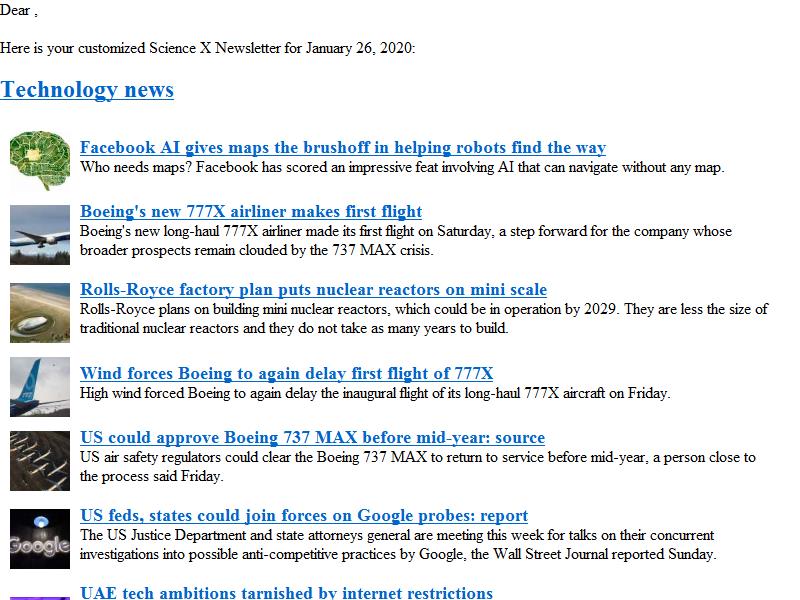 Dear ,
Here is your customized Science X Newsletter for January 26, 2020:
Technology news
Facebook AI gives maps the brushoff in helping robots find the way
Who needs maps? Facebook has scored an impressive feat involving AI that can navigate without any map.
Boeing's new 777X airliner makes first flight
Boeing's new long-haul 777X airliner made its first flight on Saturday, a step forward for the company whose
broader prospects remain clouded by the 737 MAX crisis.
Rolls-Royce factory plan puts nuclear reactors on mini scale
Rolls-Royce plans on building mini nuclear reactors, which could be in operation by 2029. They are less the size of
traditional nuclear reactors and they do not take as many years to build.
Wind forces Boeing to again delay first flight of 777X
High wind forced Boeing to again delay the inaugural flight of its long-haul 777X aircraft on Friday.
US could approve Boeing 737 MAX before mid-year: source
US air safety regulators could clear the Boeing 737 MAX to return to service before mid-year, a person close to
the process said Friday.
Google
US feds, states could join forces on Google probes: report
The US Justice Department and state attorneys general are meeting this week for talks on their concurrent
investigations into possible anti-competitive practices by Google, the Wall Street Journal reported Sunday.
UAE tech ambitions tarnished by internet restrictions